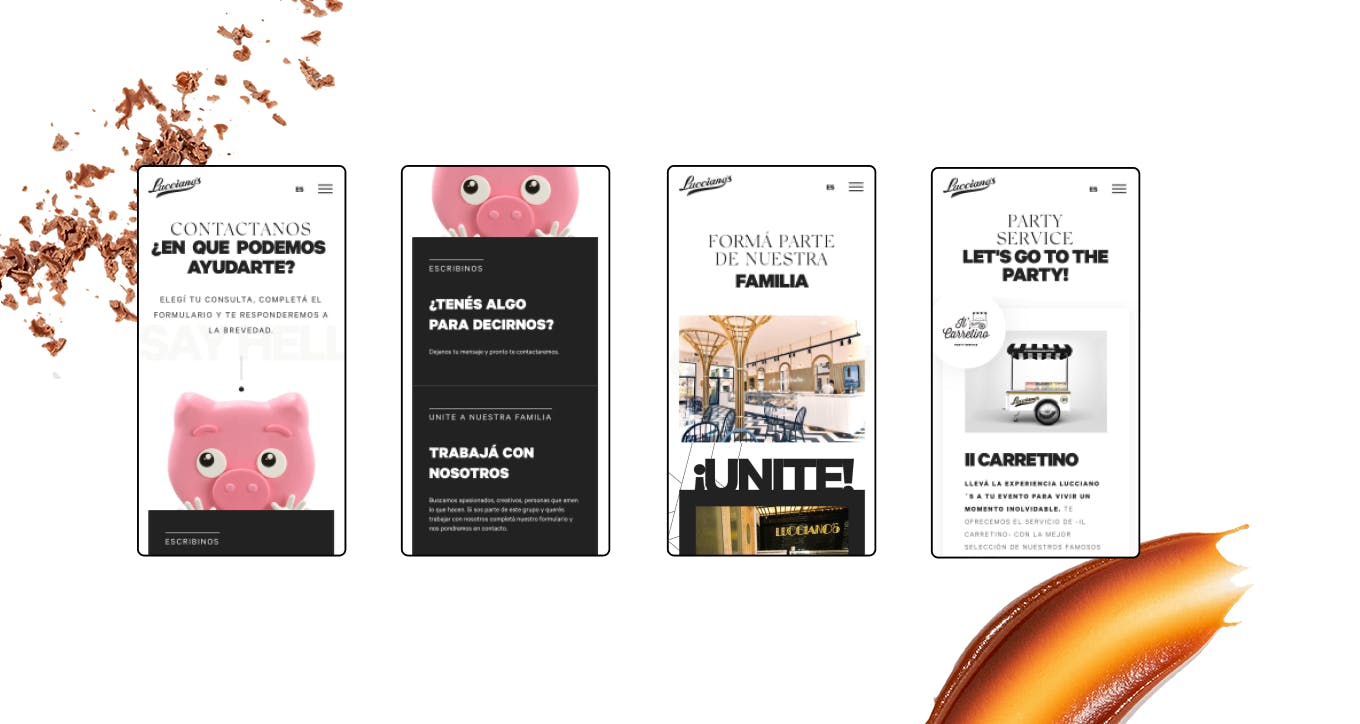 Lucciano's
ES
CONTACTANOS
¿EN QUE PODEMOS
AYUDARTE?
ELEGÍ TU CONSULTA, COMPLETÁ EL
FORMULARIO Y TE RESPONDEREMOS A
LA BREVEDAD.
SAY HELL
ESCRIBINOS
ESCRIBINOS
¿TENÉS ALGO
PARA DECIRNOS?
Dejanos tu mensaje y pronto te contactaremos.
UNITE A NUESTRA FAMILIA
TRABAJÁ CON
NOSOTROS
Buscamos apasionados, creativos, personas que amen
lo que hacen. Si sos parte de este grupo y querés
trabajar con nosotros completá nuestro formulario y
nos pondremos en contacto.
Lucciano's
ES
FORMÁ PARTE
DE NUESTRA
FAMILIA
¡UNITE!
LUCCIANO'S
Lucciano's
ES
PARTY
SERVICE
LET'S GO TO THE
PARTY!
Il
Carretino
PARTY SERVICE
Lucciano's
Il CARRETINO
LLEVÁ LA EXPERIENCIA LUCCIANO
´S A TU EVENTO PARA VIVIR UN
MOMENTO INOLVIDABLE. TE
OFRECEMOS EL SERVICIO DE -IL
CARRETINO- CON LA MEJOR
SELECCIÓN DE NUESTROS FAMOSOS